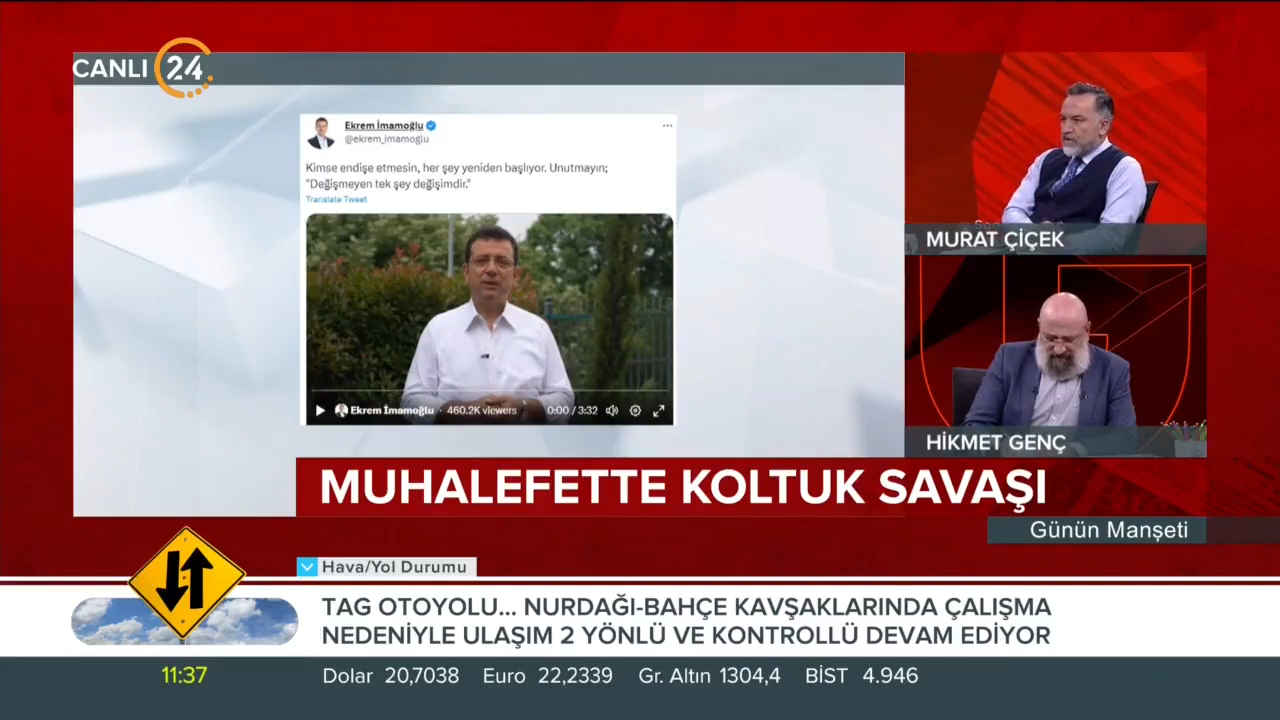 CANLI 24
Ekrem İmamoğlu
@ekrem_imamoglu
Kimse endişe etmesin, her şey yeniden başlıyor. Unutmayın;
"Değişmeyen tek şey değişimdir."
Translate Tweet
Ekrem İmamoğlu · 460.2K viewers 0:00 / 3:32
MURAT ÇİÇEK
HİKMET GENÇ
MUHALEFETTE KOLTUK SAVAŞI
Günün Manşeti
Hava/Yol Durumu
TAG OTOYOLU... NURDAĞI-BAHÇE KAVŞAKLARINDA ÇALIŞMA
NEDENİYLE ULAŞIM 2 YÖNLÜ VE KONTROLLÜ DEVAM EDİYOR
11:37 Dolar 20,7038 Euro 22,2339 Gr. Altın 1304,4 BİST 4.946